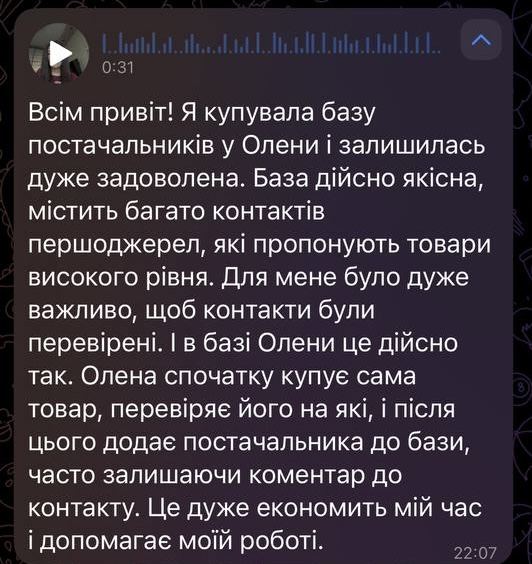 0:31
Всім привіт! Я купувала базу
постачальників у Олени і залишилась
дуже задоволена. База дійсно якісна,
містить багато контактів
першоджерел, які пропонують товари
високого рівня. Для мене було дуже
важливо, щоб контакти були
перевірені. І в базі Олени це дійсно
так. Олена спочатку купує сама
товар, перевіряє його на які, і після
цього додає постачальника до бази,
часто залишаючи коментар до
контакту. Це дуже економить мій час
і допомагає моїй роботі.
22:07